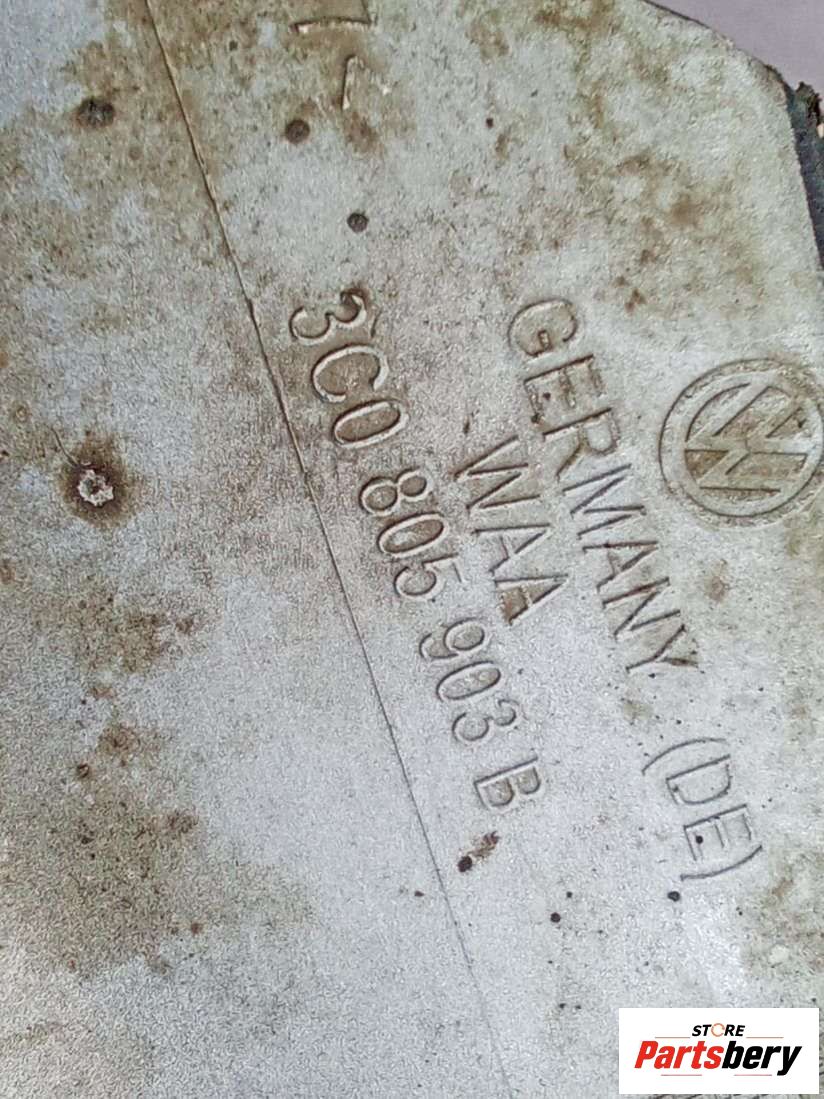 GERMANY (DE)
WAA
3C0 805 903 B
STORE
Partsbery